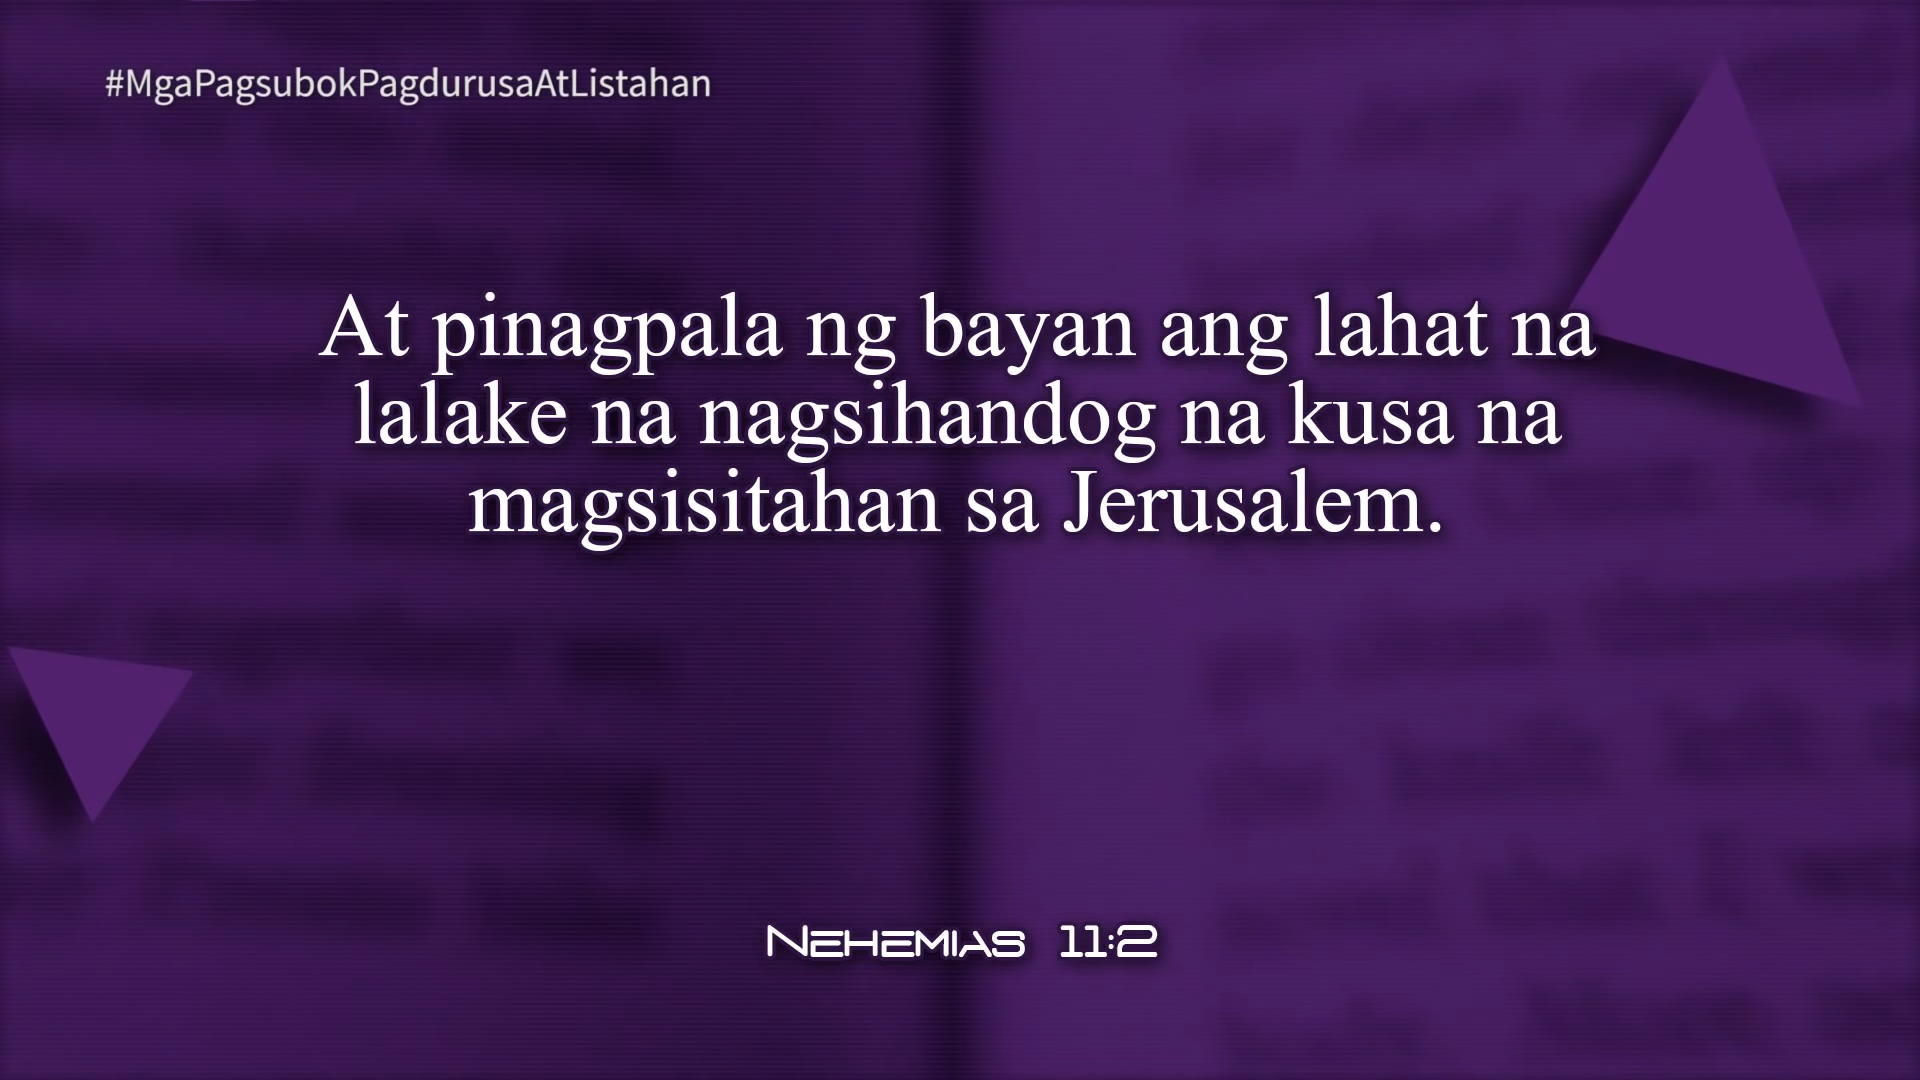 #MgaPagsubokPagdurusaAtListahan
At pinagpala ng bayan ang lahat na
lalake na nagsihandog na kusa na
magsisitahan sa Jerusalem.
Nehemias 11:2